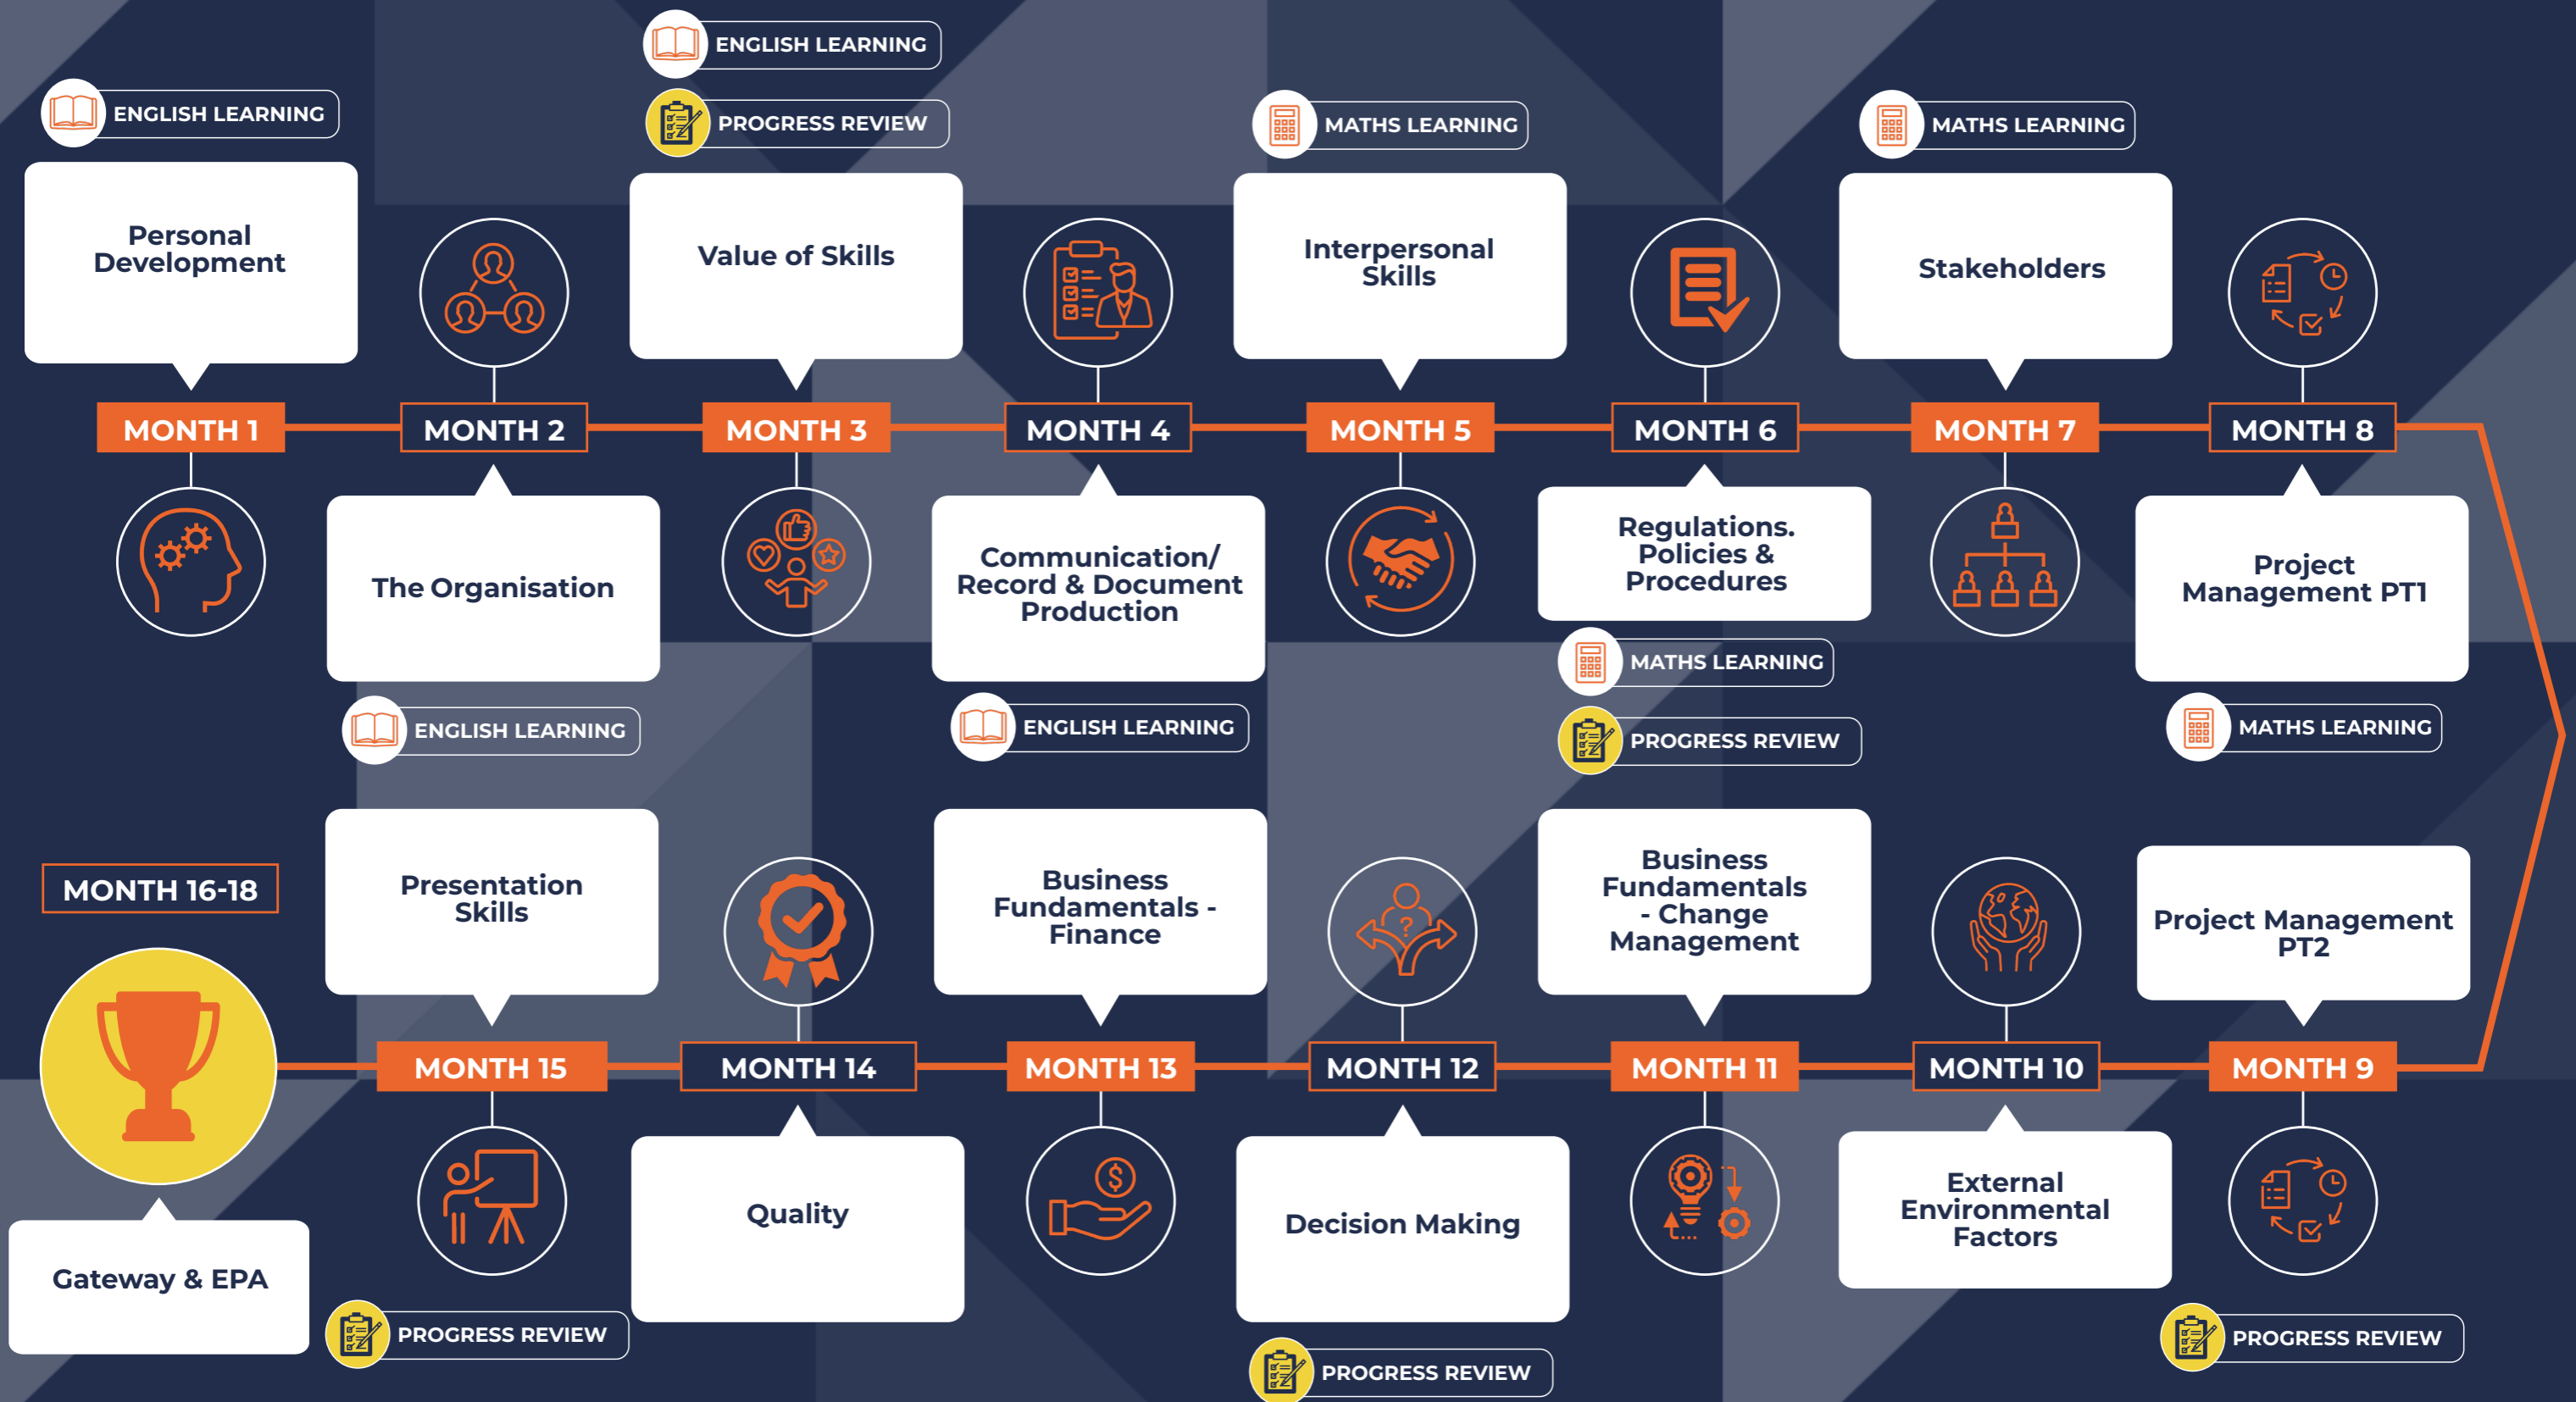 ENGLISH LEARNING
Personal
Development
MONTH 1
MONTH 2
The Organisation
ENGLISH LEARNING
ENGLISH LEARNING
PROGRESS REVIEW
Value of Skills
MONTH 3
MONTH 4
Communication/
Record & Document
Production
ENGLISH LEARNING
MATHS LEARNING
Interpersonal
Skills
MONTH 5
MONTH 6
Regulations.
Policies &
Procedures
MATHS LEARNING
PROGRESS REVIEW
MATHS LEARNING
Stakeholders
MONTH 7
MONTH 8
Project
Management PT1
MATHS LEARNING
Project Management
PT2
MONTH 9
PROGRESS REVIEW
MONTH 10
External
Environmental
Factors
Business
Fundamentals
- Change
Management
MONTH 11
MONTH 12
?
Decision Making
PROGRESS REVIEW
Business
Fundamentals -
Finance
MONTH 13
$
MONTH 14
Quality
Presentation
Skills
MONTH 15
PROGRESS REVIEW
MONTH 16-18
Gateway & EPA